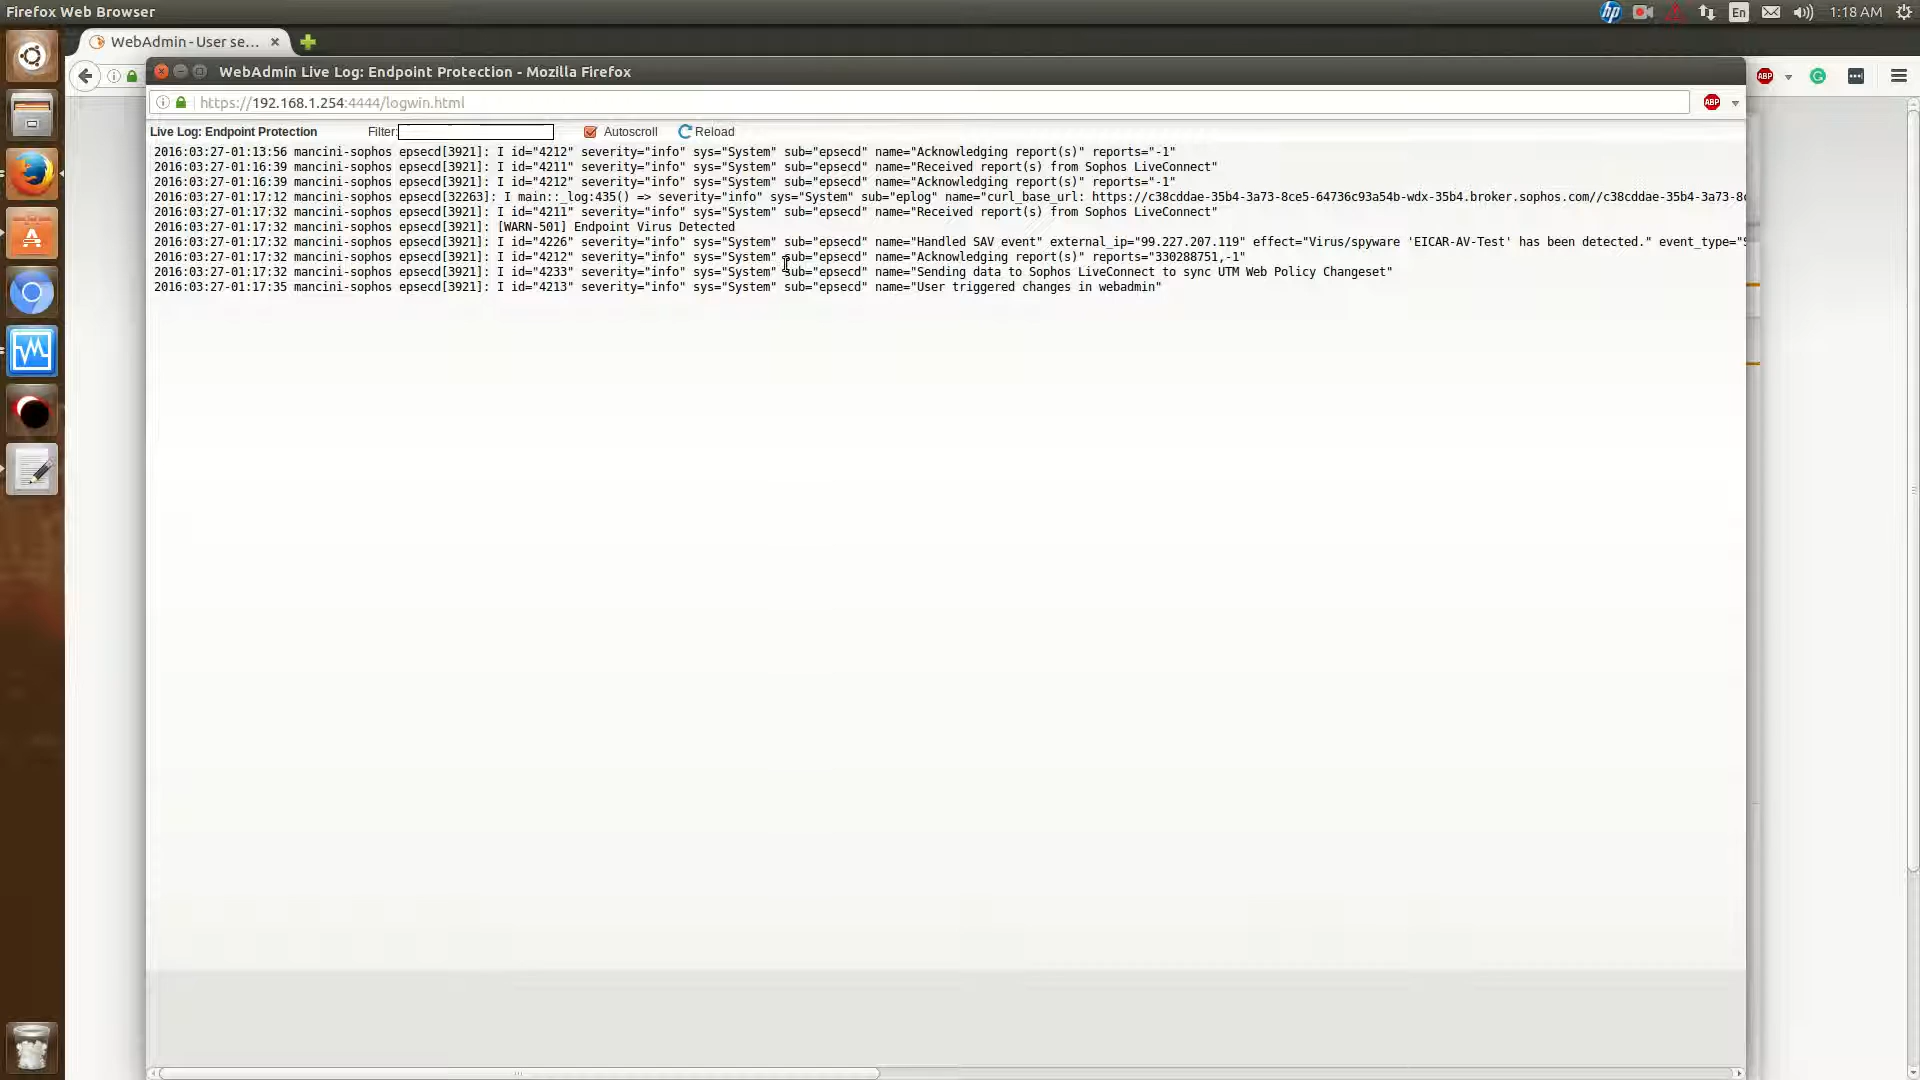 Firefox Web Browser
En
1:18 AM
WebAdmin - User se...
WebAdmin Live Log: Endpoint Protection - Mozilla Firefox
ABP
https://192.168.1.254:4444/logwin.html
ABP
Live Log: Endpoint Protection Filter: Autoscroll Reload
2016:03:27-01:13:56 mancini-sophos epsecd[3921]: I id="4212" severity="info" sys="System" sub="epsecd" name="Acknowledging report(s)" reports="-1"
2016:03:27-01:16:39 mancini-sophos epsecd[3921]: I id="4211" severity="info" sys="System" sub="epsecd" name="Received report(s) from Sophos LiveConnect"
2016:03:27-01:16:39 mancini-sophos epsecd[3921]: I id="4212" severity="info" sys="System" sub="epsecd" name="Acknowledging report(s)" reports="-1"
2016:03:27-01:17:12 mancini-sophos epsecd[32263]: I main::_log:435() => severity="info" sys="System" sub="eplog" name="curl_base_url: https://c38cddae-35b4-3a73-8ce5-64736c93a54b-wdx-35b4.broker.sophos.com//c38cddae-35b4-3a73-8c
2016:03:27-01:17:32 mancini-sophos epsecd[3921]: I id="4211" severity="info" sys="System" sub="epsecd" name="Received report(s) from Sophos LiveConnect"
2016:03:27-01:17:32 mancini-sophos epsecd[3921]: [WARN-501] Endpoint Virus Detected
2016:03:27-01:17:32 mancini-sophos epsecd[3921]: I id="4226" severity="info" sys="System" sub="epsecd" name="Handled SAV event" external_ip="99.227.207.119" effect="Virus/spyware 'EICAR-AV-Test' has been detected." event_type="
2016:03:27-01:17:32 mancini-sophos epsecd[3921]: I id="4212" severity="info" sys="System" sub="epsecd" name="Acknowledging report(s)" reports="330288751,-1"
2016:03:27-01:17:32 mancini-sophos epsecd[3921]: I id="4233" severity="info" sys="System" sub="epsecd" name="Sending data to Sophos LiveConnect to sync UTM Web Policy Changeset"
2016:03:27-01:17:35 mancini-sophos epsecd[3921]: I id="4213" severity="info" sys="System" sub="epsecd" name="User triggered changes in webadmin"